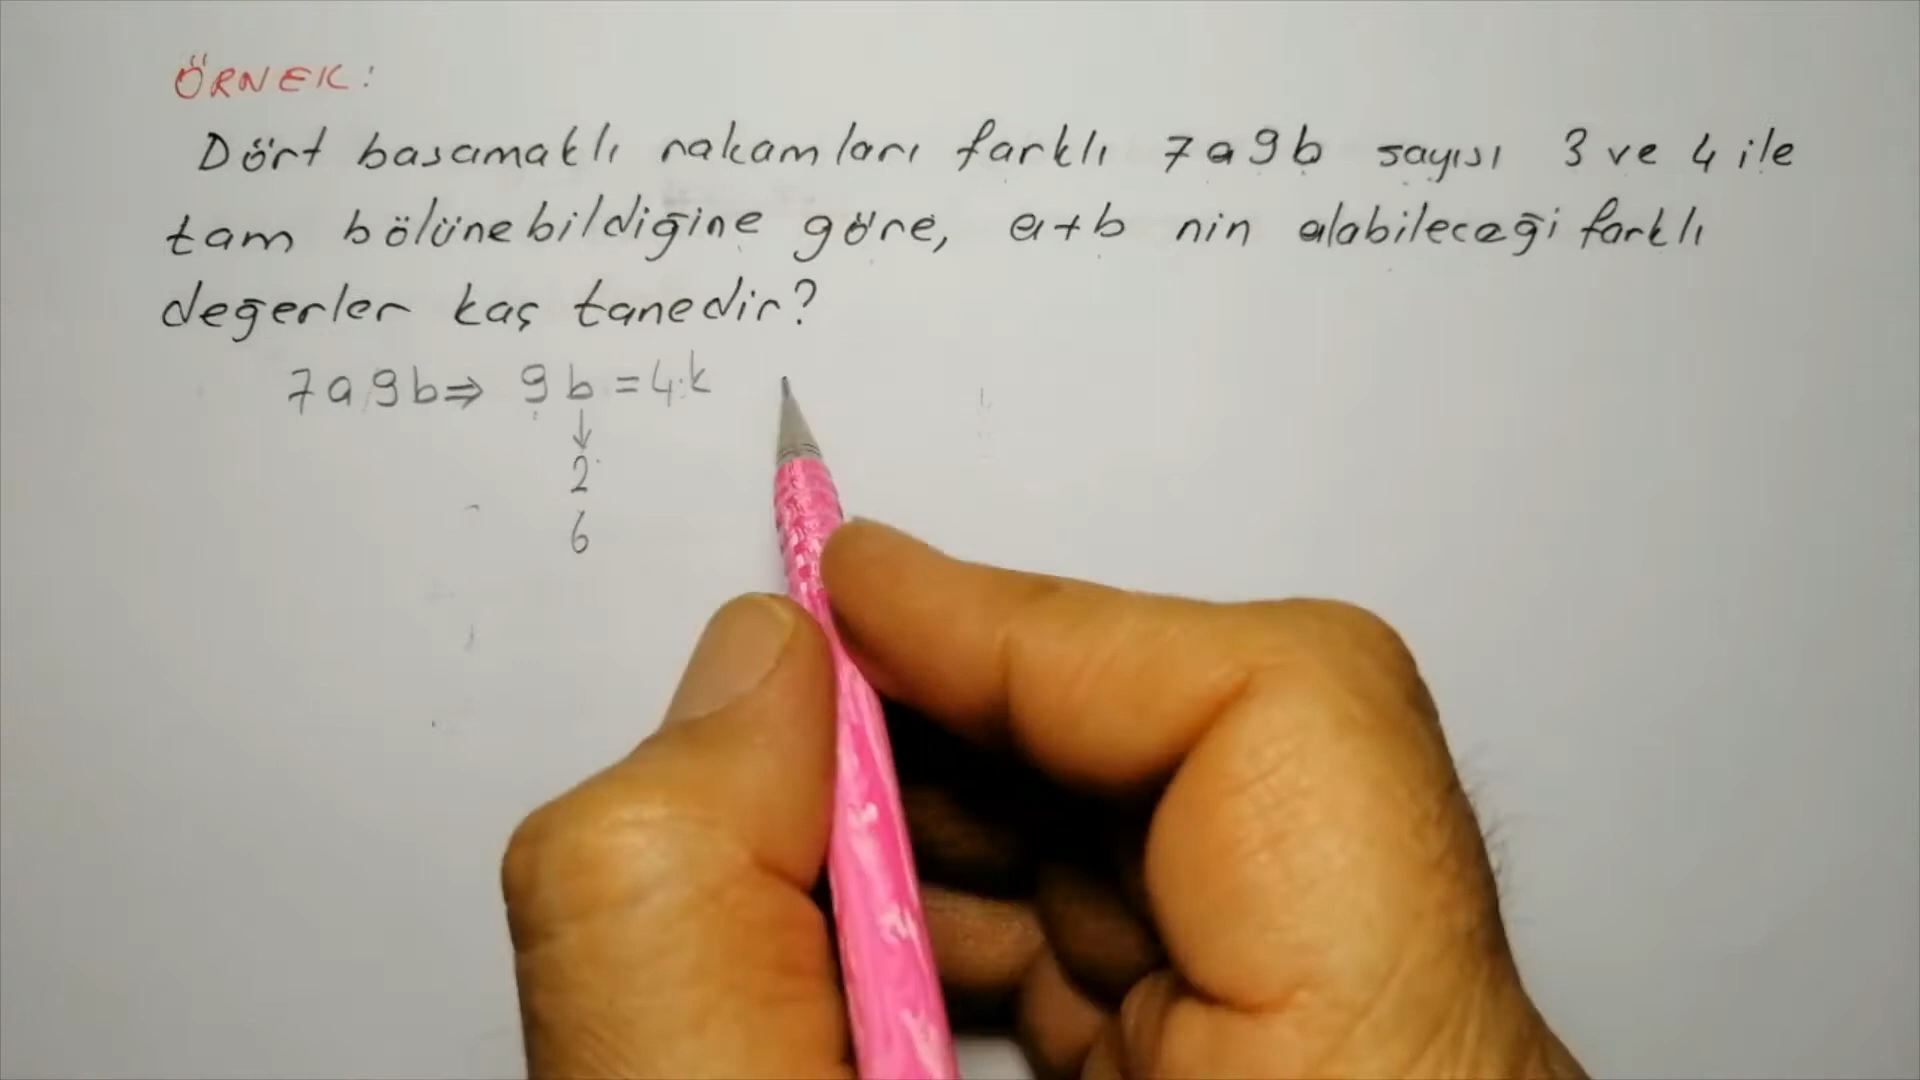 ÖRNEK:
Dört basamaklı rakamları farklı 7a9b sayısı 3 ve 4 ile
tam bölünebildiğine göre, a+b nin alabileceği farklı
değerler kaç tanedir?
7a9b⇒ 9b=4.k
↓
2
6